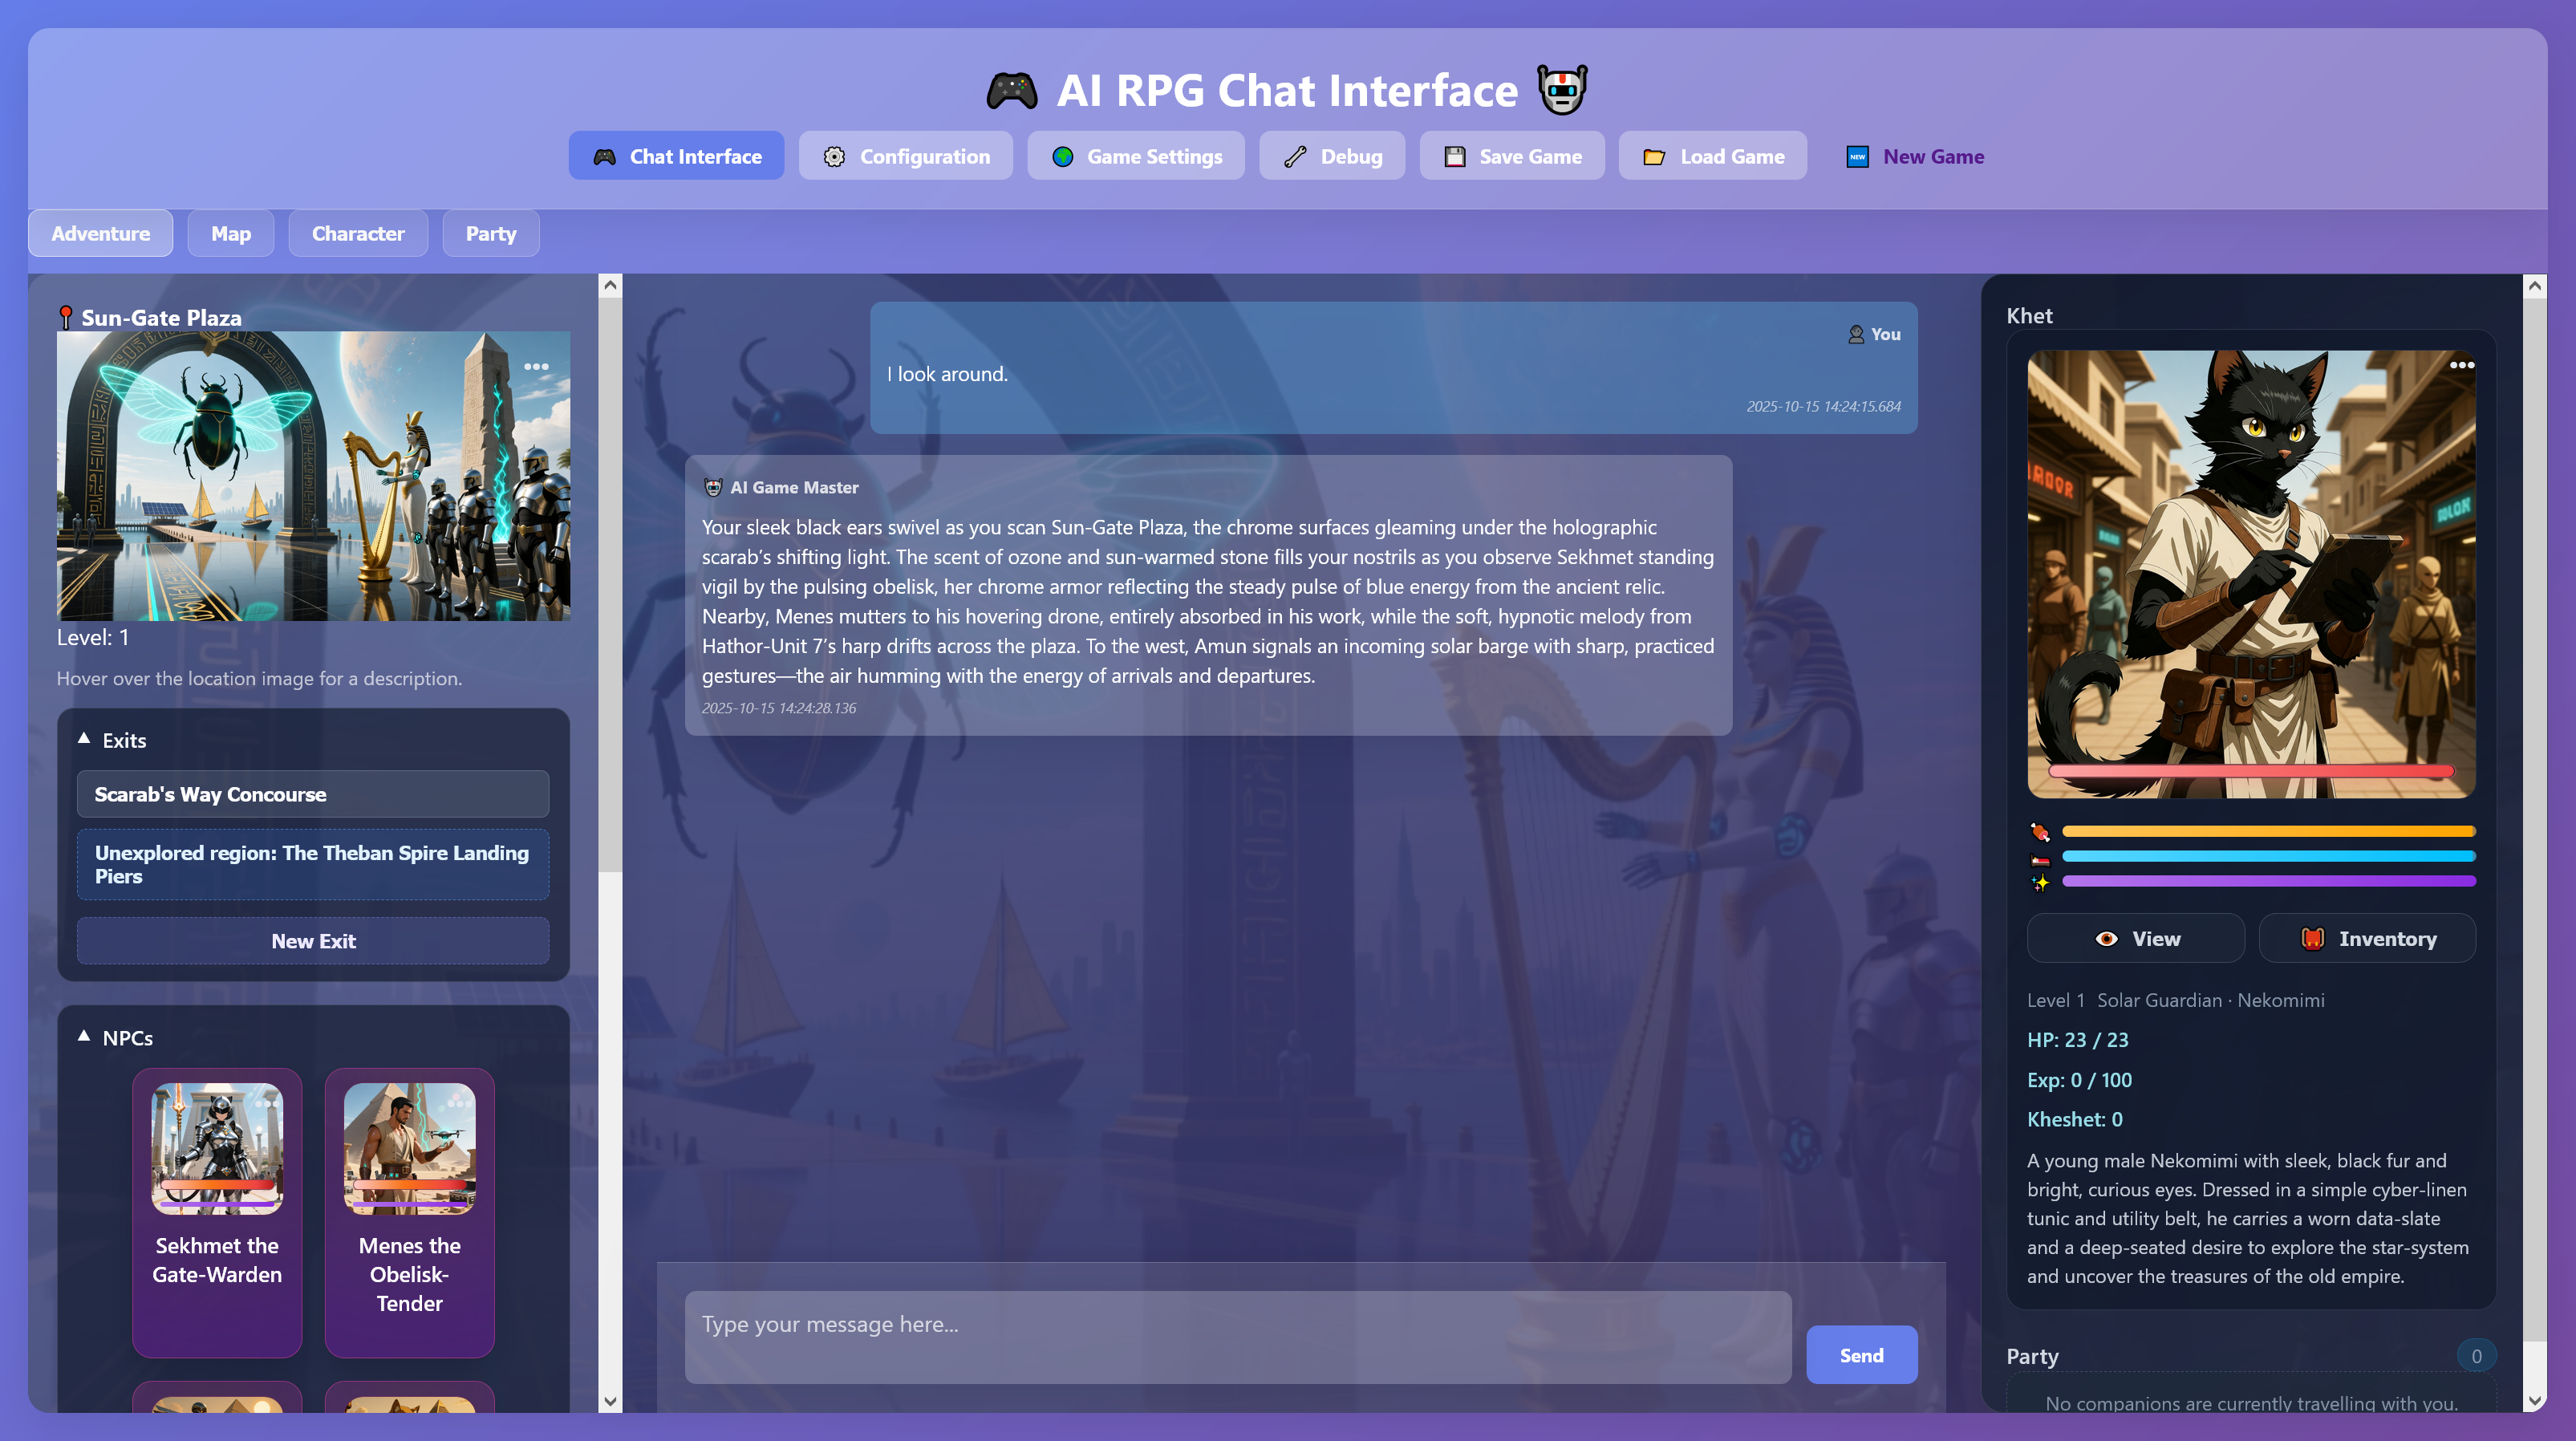 AI RPG Chat Interface
Chat Interface
Configuration
Game Settings
Debug
Save Game
Load Game
NEW
New Game
Adventure
Map
Character
Party
Sun-Gate Plaza
Level: 1
Hover over the location image for a description.
Exits
Scarab's Way Concourse
Unexplored region: The Theban Spire Landing
Piers
New Exit
NPCs
Sekhmet the
Gate-Warden
Menes the
Obelisk-
Tender
You
I look around.
2025-10-15 14:24:15.684
AI Game Master
Your sleek black ears swivel as you scan Sun-Gate Plaza, the chrome surfaces gleaming under the holographic
scarab’s shifting light. The scent of ozone and sun-warmed stone fills your nostrils as you observe Sekhmet standing
vigil by the pulsing obelisk, her chrome armor reflecting the steady pulse of blue energy from the ancient relic.
Nearby, Menes mutters to his hovering drone, entirely absorbed in his work, while the soft, hypnotic melody from
Hathor-Unit 7’s harp drifts across the plaza. To the west, Amun signals an incoming solar barge with sharp, practiced
gestures—the air humming with the energy of arrivals and departures.
2025-10-15 14:24:28.136
Type your message here...
Send
Khet
View
Inventory
Level 1 Solar Guardian · Nekomimi
HP: 23 / 23
Exp: 0 / 100
Kheshet: 0
A young male Nekomimi with sleek, black fur and
bright, curious eyes. Dressed in a simple cyber-linen
tunic and utility belt, he carries a worn data-slate
and a deep-seated desire to explore the star-system
and uncover the treasures of the old empire.
Party
0
No companions are currently travelling with you.